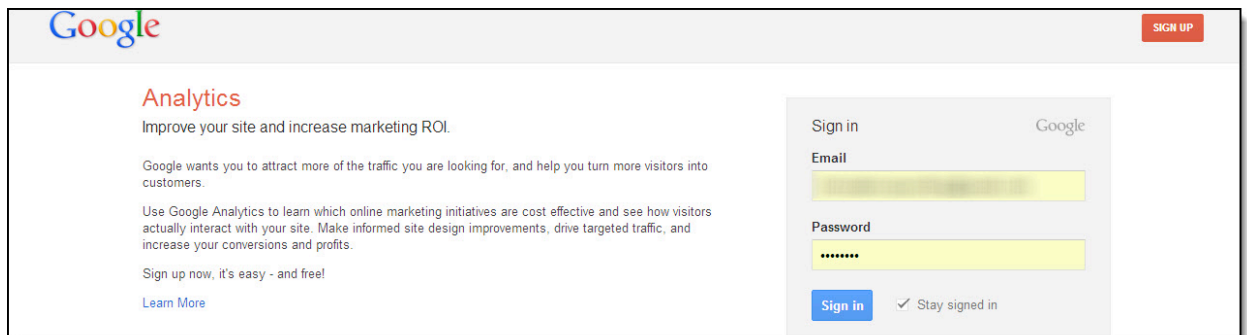 Google
SIGN UP
Analytics
Improve your site and increase marketing ROI.
Google wants you to attract more of the traffic you are looking for, and help you turn more visitors into
customers.
Use Google Analytics to learn which online marketing initiatives are cost effective and see how visitors
actually interact with your site. Make informed site design improvements, drive targeted traffic, and
increase your conversions and profits.
Sign up now, it's easy - and free!
Learn More
Sign in
Google
Email
Password
••••••••
Sign in
Stay signed in